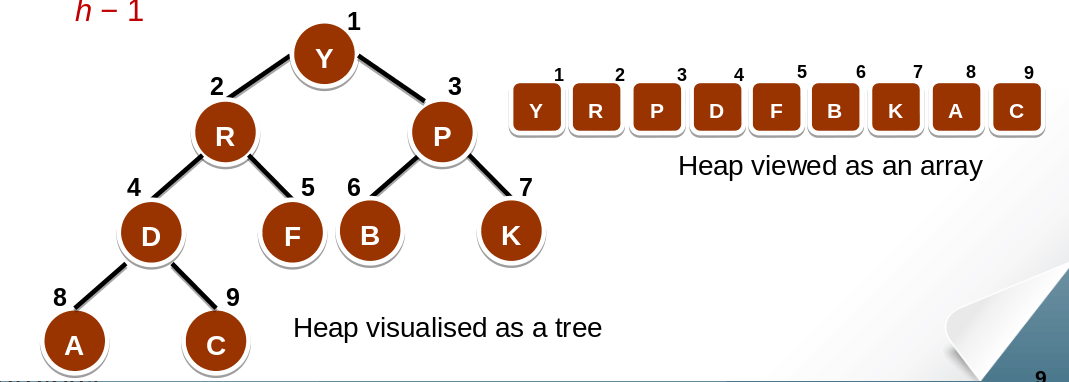 h − 1
1
Y
2 3
R P
1 2 3 4 5 6 7 8 9
Y R P D F B K A C
Heap viewed as an array
4 5 6 7
D F B K
8 9
A C
Heap visualised as a tree
9